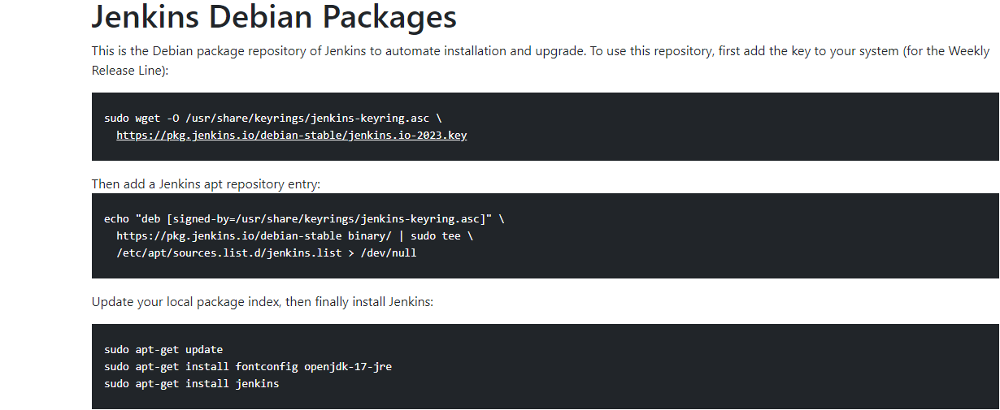 Jenkins Debian Packages
This is the Debian package repository of Jenkins to automate installation and upgrade. To use this repository, first add the key to your system (for the Weekly
Release Line):
sudo wget -O /usr/share/keyrings/jenkins-keyring.asc \
https://pkg.jenkins.io/debian-stable/jenkins.io-2023.key
Then add a Jenkins apt repository entry:
echo "deb [signed-by=/usr/share/keyrings/jenkins-keyring.asc]" \
https://pkg.jenkins.io/debian-stable binary/ | sudo tee \
/etc/apt/sources.list.d/jenkins.list > /dev/null
Update your local package index, then finally install Jenkins:
sudo apt-get update
sudo apt-get install fontconfig openjdk-17-jre
sudo apt-get install jenkins